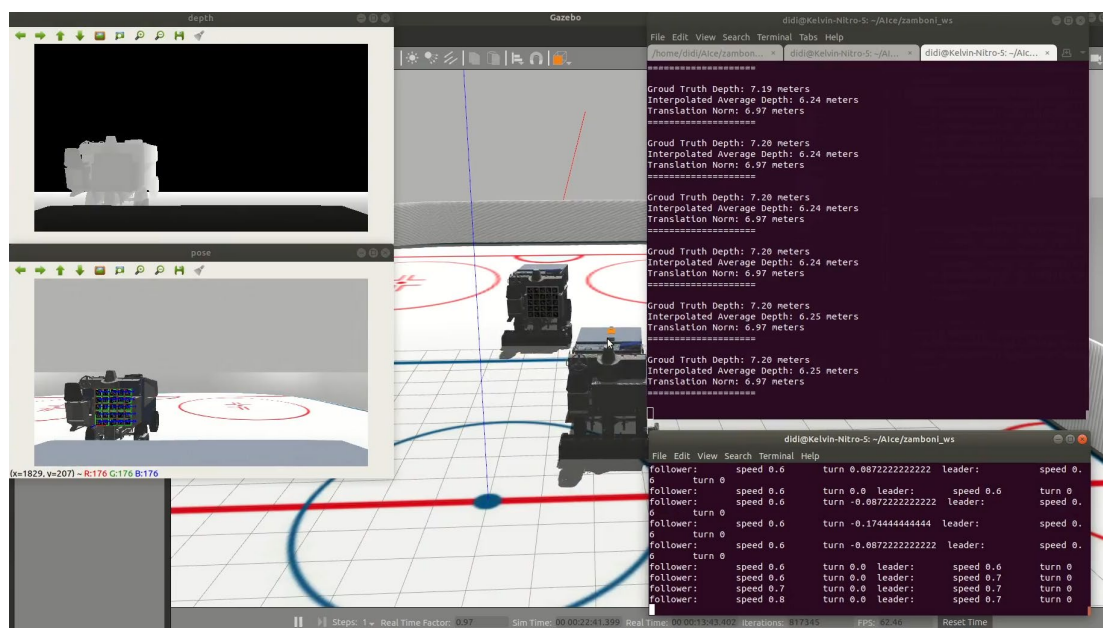 depth
Gazebo
didi@Kelvin-Nitro-5: ~/AIce/zamboni_ws
File Edit View Search Terminal Tabs Help
/home/didi/AIce/zambon... × didi@Kelvin-Nitro-5: ~/AI... × didi@Kelvin-Nitro-5: ~/AIc... ×
====================
Groud Truth Depth: 7.19 meters
Interpolated Average Depth: 6.24 meters
Translation Norm: 6.97 meters
====================
Groud Truth Depth: 7.20 meters
Interpolated Average Depth: 6.24 meters
Translation Norm: 6.97 meters
====================
Groud Truth Depth: 7.20 meters
Interpolated Average Depth: 6.24 meters
Translation Norm: 6.97 meters
====================
Groud Truth Depth: 7.20 meters
Interpolated Average Depth: 6.24 meters
Translation Norm: 6.97 meters
====================
Groud Truth Depth: 7.20 meters
Interpolated Average Depth: 6.25 meters
Translation Norm: 6.97 meters
====================
Groud Truth Depth: 7.20 meters
Interpolated Average Depth: 6.25 meters
Translation Norm: 6.97 meters
====================
pose
(x=1829, y=207) ~ R:176 G:176 B:176
didi@Kelvin-Nitro-5: ~/AIce/zamboni_ws
File Edit View Search Terminal Help
follower: speed 0.6 turn 0.0872222222222 leader: speed 0.
6 turn 0
follower: speed 0.6 turn 0.0 leader: speed 0.6 turn 0
follower: speed 0.6 turn -0.0872222222222 leader: speed 0.
6 turn 0
follower: speed 0.6 turn -0.174444444444 leader: speed 0.
6 turn 0
follower: speed 0.6 turn -0.0872222222222 leader: speed 0.
6 turn 0
follower: speed 0.6 turn 0.0 leader: speed 0.6 turn 0
follower: speed 0.6 turn 0.0 leader: speed 0.7 turn 0
follower: speed 0.7 turn 0.0 leader: speed 0.7 turn 0
follower: speed 0.8 turn 0.0 leader: speed 0.7 turn 0
Steps: 1 Real Time Factor: 0.97 Sim Time: 00 00:22:41.399 Real Time: 00 00:13:43.402 Iterations: 817345 FPS: 62.46 Reset Time